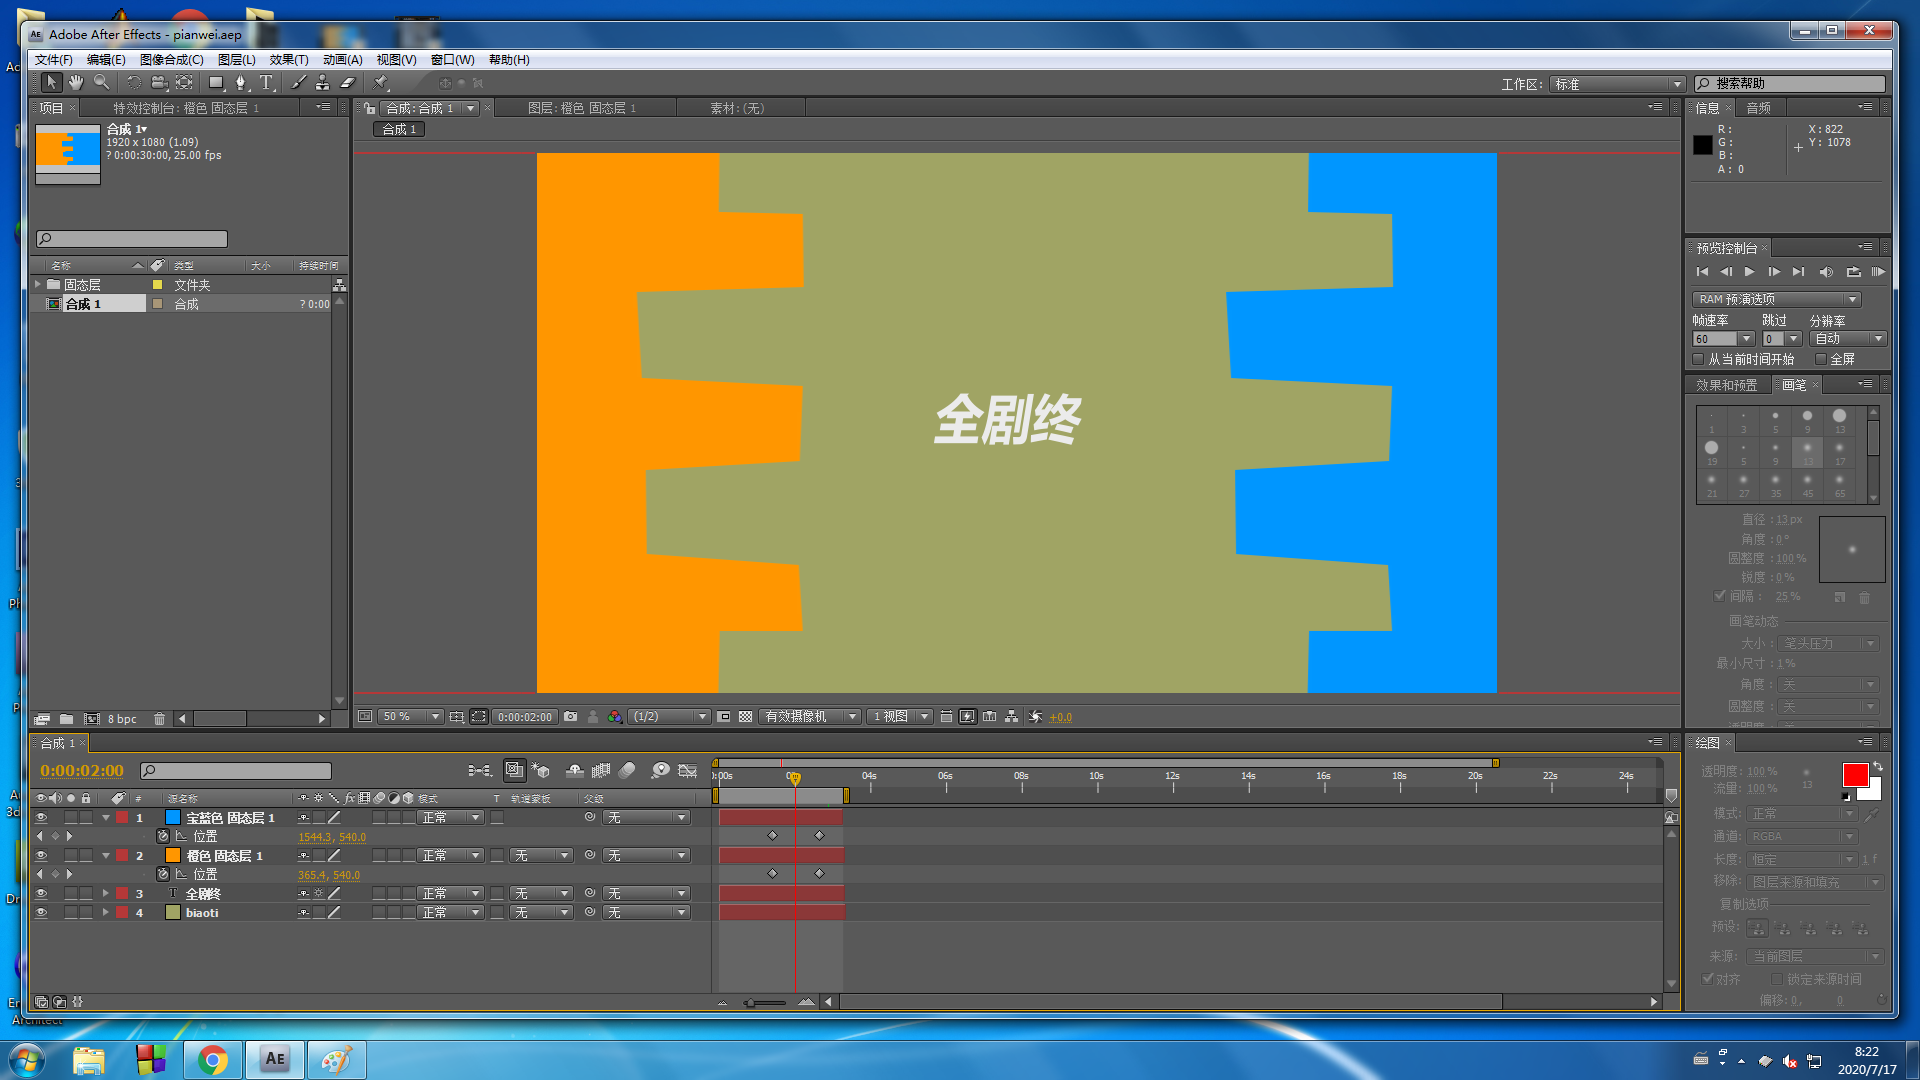 Adobe After Effects - pianwei.aep
文件(F) 编辑(E) 图像合成(C) 图层(L) 效果(T) 动画(A) 视图(V) 窗口(W) 帮助(H)
工作区: 标准 搜索帮助
项目 特效控制台: 橙色 固态层 1
合成: 合成 1 图层: 橙色 固态层 1 素材: (无)
信息 音频
合成 1
合成 1
1920 x 1080 (1.09)
? 0:00:30:00, 25.00 fps
R :
G :
B :
A : 0
X : 822
Y : 1078
名称 类型 大小 持续时间
固态层 文件夹
合成 1 合成 ? 0:00
全剧终
预览控制台
RAM 预演选项
帧速率 跳过 分辨率
60 0 自动
从当前时间开始 全屏
效果和预置 画笔
1 3 5 9 13
19 5 9 13 17
21 27 35 45 65
直径 : 13 px
角度 : 0 °
圆整度 : 100 %
锐度 : 0 %
间隔 : 25 %
画笔动态
大小 : 笔头压力
最小尺寸 : 1 %
角度 : 关
圆整度 : 关
8 bpc
50 % 0:00:02:00 (1/2) 有效摄像机 1 视图 +0.0
合成 1
0:00:02:00
:00s 04s 06s 08s 10s 12s 14s 16s 18s 20s 22s 24s
# 源名称 模式 T 轨道蒙板 父级
1 宝蓝色 固态层 1 正常 无
位置 1544.3, 540.0
2 橙色 固态层 1 正常 无 无
位置 365.4, 540.0
3 全剧终 正常 无 无
4 biaoti 正常 无 无
绘图
透明度: 100 %
流量: 100 %
13
模式: 正常
通道: RGBA
长度: 恒定 1 f
移除: 图层来源和填充
复制选项
预设:
来源: 当前图层
对齐 锁定来源时间
偏移: 0, 0
Architect
AE
8:22
2020/7/17